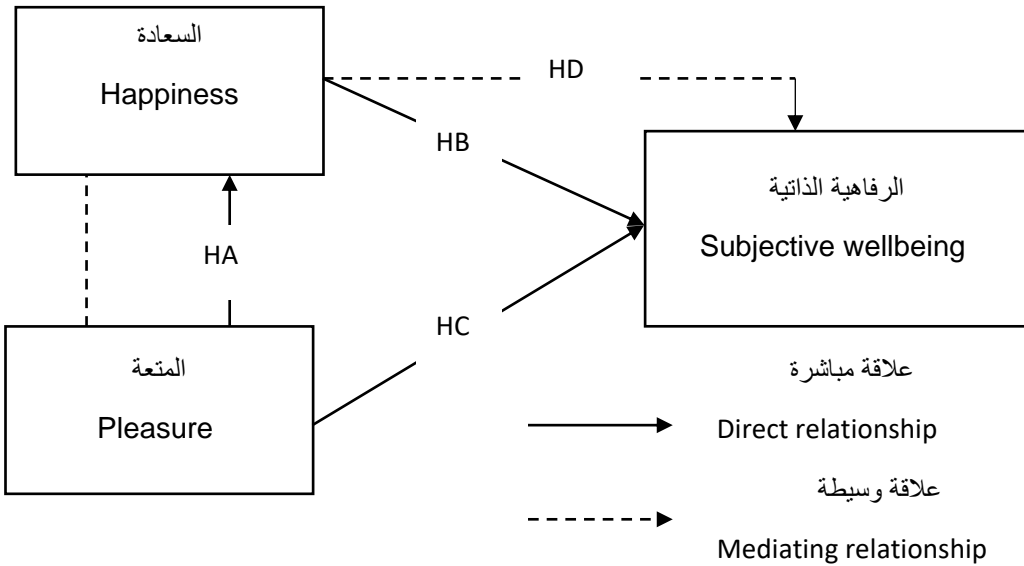 السعادة
Happiness
HD
HB
الرفاهية الذاتية
Subjective wellbeing
HA
HC
المتعة
Pleasure
علاقة مباشرة
Direct relationship
علاقة وسيطة
Mediating relationship